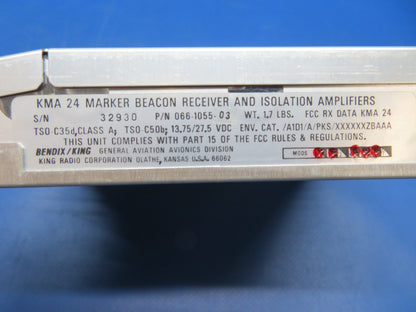 KMA 24 MARKER BEACON RECEIVER AND ISOLATION AMPLIFIERS
S/N 32930 P/N 066-1055-03 WT. 1.7 LBS. FCC RX DATA KMA 24
TSO-C35d, CLASS A; TSO-C50b; 13.75/27.5 VDC ENV. CAT. /A1D1/A/PKS/XXXXXXZBAAA
THIS UNIT COMPLIES WITH PART 15 OF THE FCC RULES & REGULATIONS.
BENDIX/KING GENERAL AVIATION AVIONICS DIVISION
KING RADIO CORPORATION OLATHE, KANSAS U.S.A. 66062
MODS